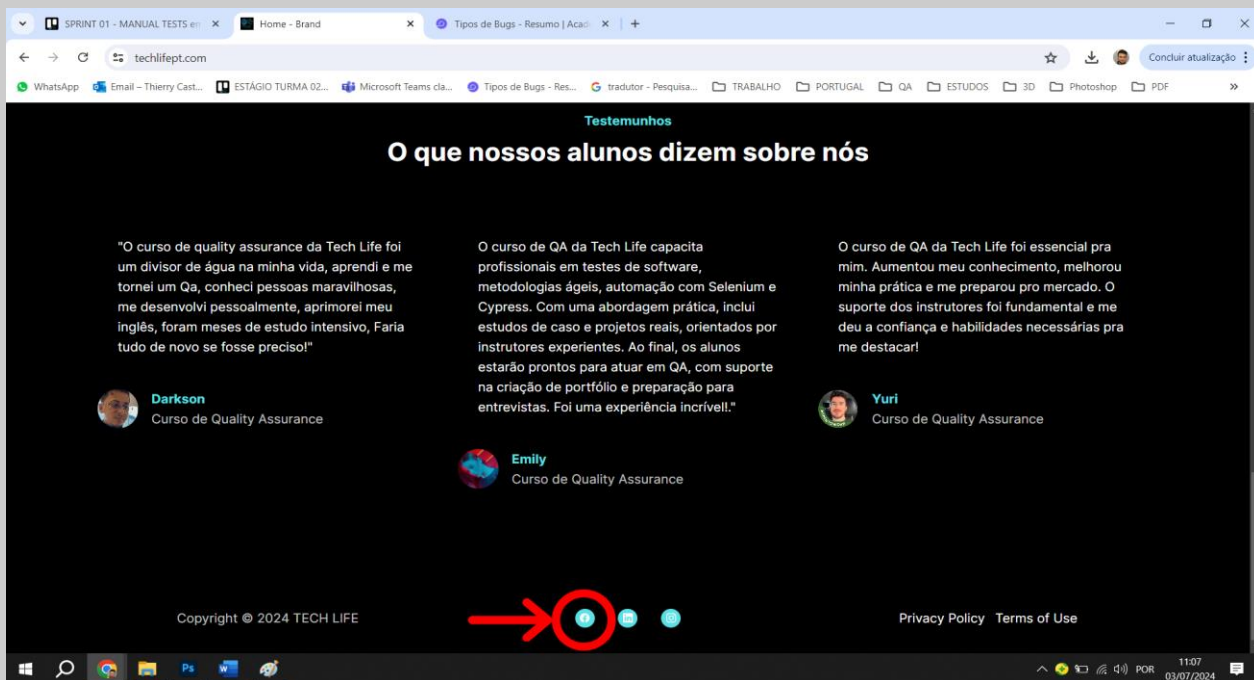 SPRINT 01 - MANUAL TESTS en
Home - Brand
Tipos de Bugs - Resumo | Acad
techlifept.com
Concluir atualização
WhatsApp
Email – Thierry Cast...
ESTÁGIO TURMA 02...
Microsoft Teams cla...
Tipos de Bugs - Res...
tradutor - Pesquisa...
TRABALHO
PORTUGAL
QA
ESTUDOS
3D
Photoshop
PDF
Testemunhos
O que nossos alunos dizem sobre nós
"O curso de quality assurance da Tech Life foi
um divisor de água na minha vida, aprendi e me
tornei um Qa, conheci pessoas maravilhosas,
me desenvolvi pessoalmente, aprimorei meu
inglês, foram meses de estudo intensivo, Faria
tudo de novo se fosse preciso!"
Darkson
Curso de Quality Assurance
O curso de QA da Tech Life capacita
profissionais em testes de software,
metodologias ágeis, automação com Selenium e
Cypress. Com uma abordagem prática, inclui
estudos de caso e projetos reais, orientados por
instrutores experientes. Ao final, os alunos
estarão prontos para atuar em QA, com suporte
na criação de portfólio e preparação para
entrevistas. Foi uma experiência incrível!."
Emily
Curso de Quality Assurance
O curso de QA da Tech Life foi essencial pra
mim. Aumentou meu conhecimento, melhorou
minha prática e me preparou pro mercado. O
suporte dos instrutores foi fundamental e me
deu a confiança e habilidades necessárias pra
me destacar!
Yuri
Curso de Quality Assurance
Copyright © 2024 TECH LIFE
Privacy Policy Terms of Use
Ps
W
POR
11:07
03/07/2024